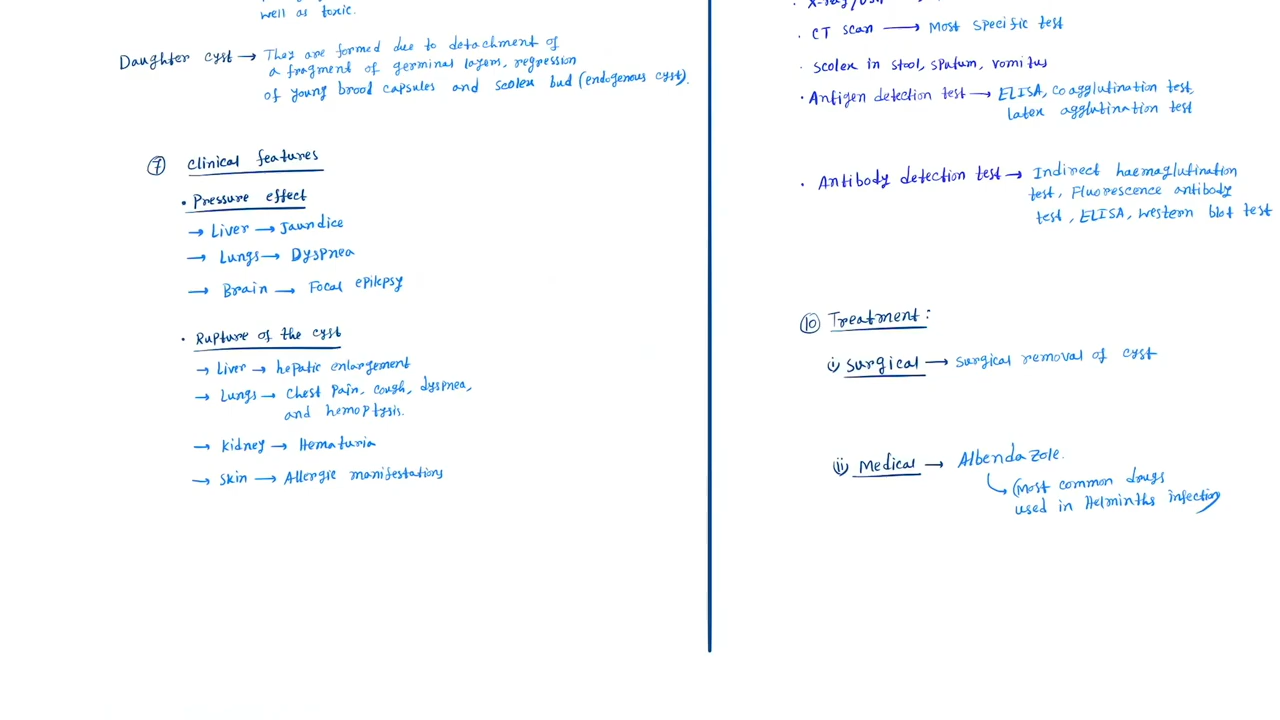 well as toxic.
Daughter cyst → They are formed due to detachment of
a fragment of germinal layers, regression
of young brood capsules and scolex bud (endogenous cyst).
⑦ Clinical features
• Pressure effect
→ Liver → Jaundice
→ Lungs → Dyspnea
→ Brain → Focal epilepsy
• Rupture of the cyst
→ Liver → hepatic enlargement
→ Lungs → Chest Pain, Cough, dyspnea,
and hemoptysis.
→ Kidney → Hematuria
→ Skin → Allergic manifestations
• CT scan → Most specific test
• Scolex in stool, sputum, vomitus
• Antigen detection test → ELISA, coagglutination test,
latex agglutination test
• Antibody detection test → Indirect haemaglutination
test, Fluorescence antibody
test, ELISA, western blot test
⑩ Treatment:
i) Surgical → Surgical removal of cyst
ii) Medical → Albendazole.
↳ (Most common drugs
used in Helminths infection)